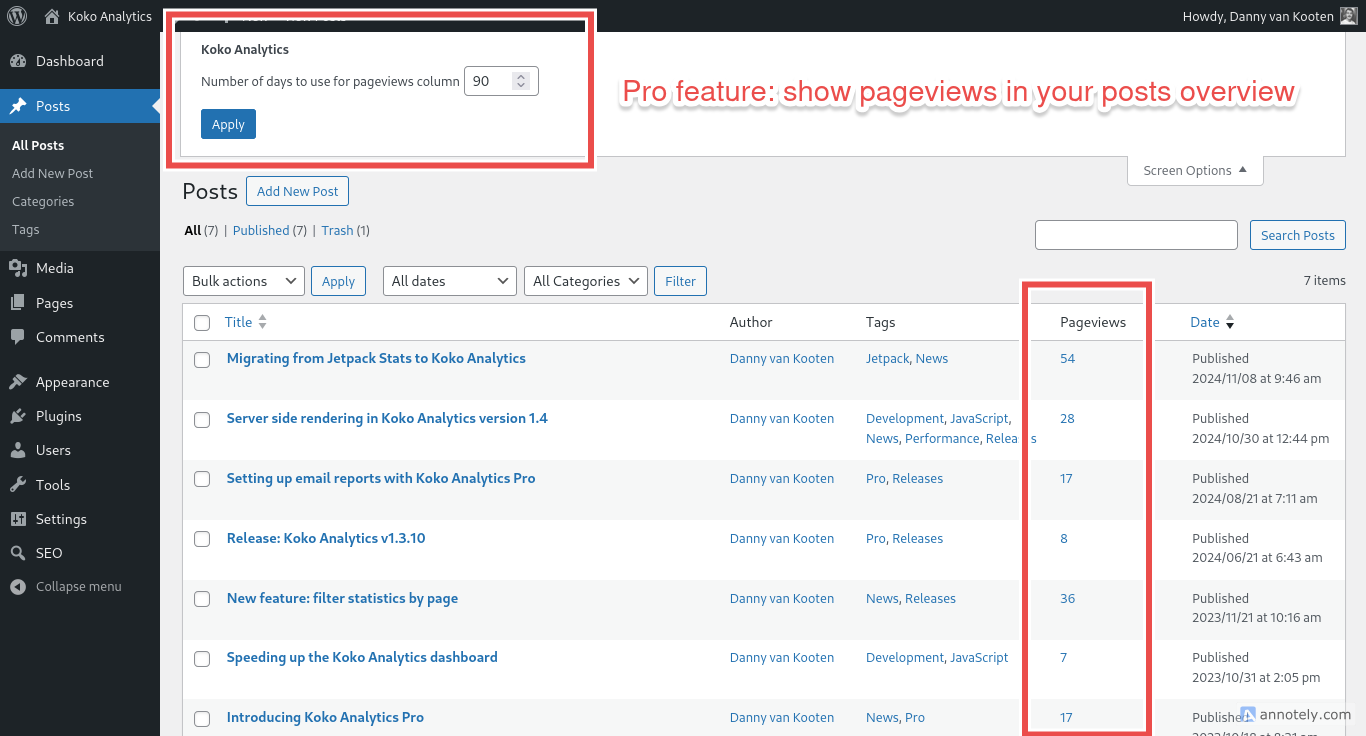 Koko Analytics
Howdy, Danny van Kooten
Dashboard
Posts
All Posts
Add New Post
Categories
Tags
Media
Pages
Comments
Appearance
Plugins
Users
Tools
Settings
SEO
Collapse menu
Koko Analytics
Number of days to use for pageviews column 90
Apply
Pro feature: show pageviews in your posts overview
Screen Options
Posts Add New Post
All (7) | Published (7) | Trash (1)
Search Posts
Bulk actions Apply All dates All Categories Filter
7 items
Title Author Tags Pageviews Date
Migrating from Jetpack Stats to Koko Analytics Danny van Kooten Jetpack, News 54 Published
2024/11/08 at 9:46 am
Server side rendering in Koko Analytics version 1.4 Danny van Kooten Development, JavaScript, 28 Published
News, Performance, Releases 2024/10/30 at 12:44 pm
Setting up email reports with Koko Analytics Pro Danny van Kooten Pro, Releases 17 Published
2024/08/21 at 7:11 am
Release: Koko Analytics v1.3.10 Danny van Kooten Pro, Releases 8 Published
2024/06/21 at 6:43 am
New feature: filter statistics by page Danny van Kooten News, Releases 36 Published
2023/11/21 at 10:16 am
Speeding up the Koko Analytics dashboard Danny van Kooten Development, JavaScript 7 Published
2023/10/31 at 2:05 pm
Introducing Koko Analytics Pro Danny van Kooten News, Pro 17 Published
annotely.com